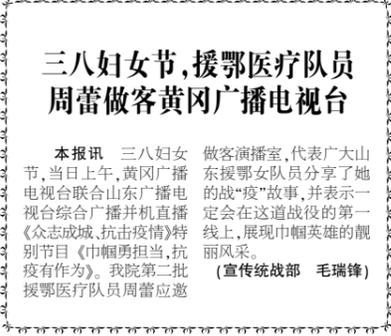 三八妇女节,援鄂医疗队员
周蕾做客黄冈广播电视台
本报讯 三八妇女
节,当日上午,黄冈广播
电视台联合山东广播电
视台综合广播并机直播
《众志成城、抗击疫情》特
别节目《巾帼勇担当,抗
疫有作为》。我院第二批
援鄂医疗队员周蕾应邀
做客演播室,代表广大山
东援鄂女队员分享了她
的战“疫”故事,并表示一
定会在这道战役的第一
线上,展现巾帼英雄的靓
丽风采。
(宣传统战部 毛瑞锋)